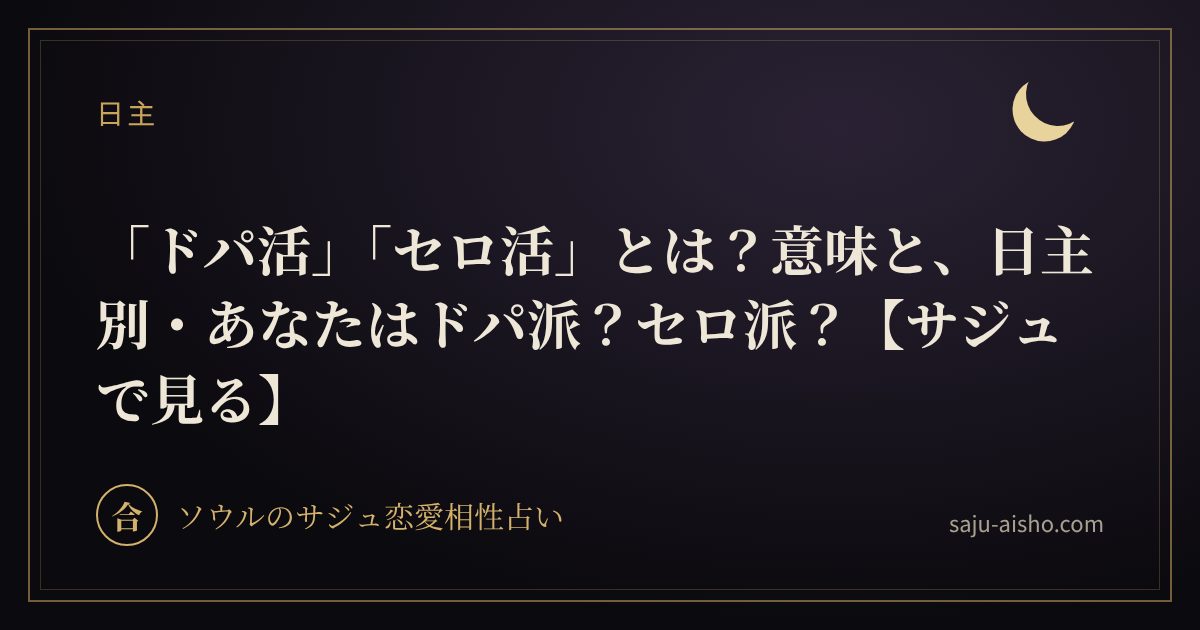 日主
「ドパ活」「セロ活」とは？意味と、日主
別・あなたはドパ派？セロ派？【サジュ
で見る】
合 ソウルのサジュ恋愛相性占い
saju-aisho.com